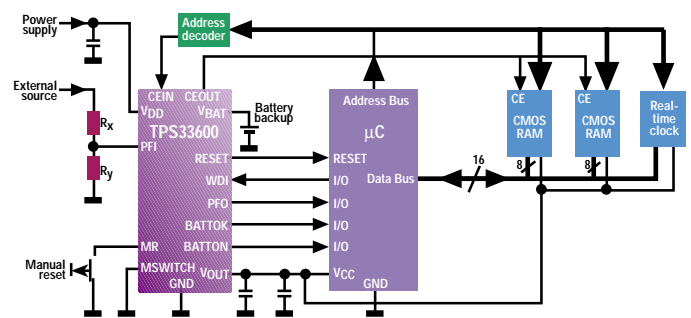 Power
supply
Address
decoder
External
source
CEIN
CEOUT
VDD
VBAT
TPS33600
Battery
backup
Address Bus
μC
CE
CMOS
RAM
CE
CMOS
RAM
Real-
time
clock
Rx
PFI
Ry
RESET
RESET
WDI
I/O
Data Bus
16
8
8
PFO
I/O
BATTOK
I/O
MR
BATTON
I/O
Manual
reset
MSWITCH
VOUT
VCC
GND
GND